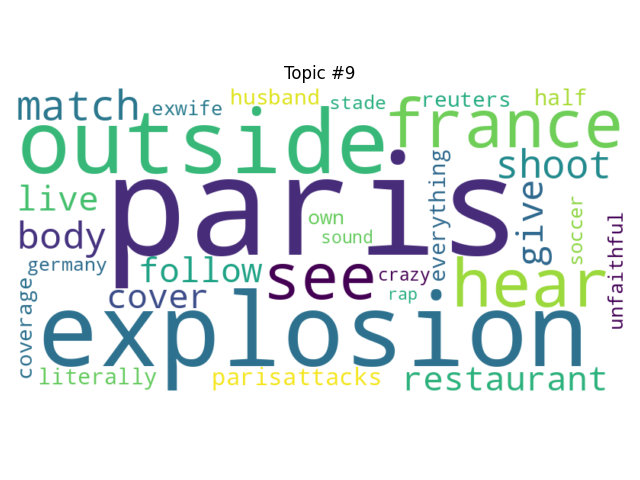 Topic #9
match
exwife
husband
stade
reuters
half
outside
france
shoot
paris
everything
live
own
give
soccer
unfaithful
body
sound
germany
follow
see
crazy
hear
coverage
cover
rap
explosion
literally
parisattacks
restaurant